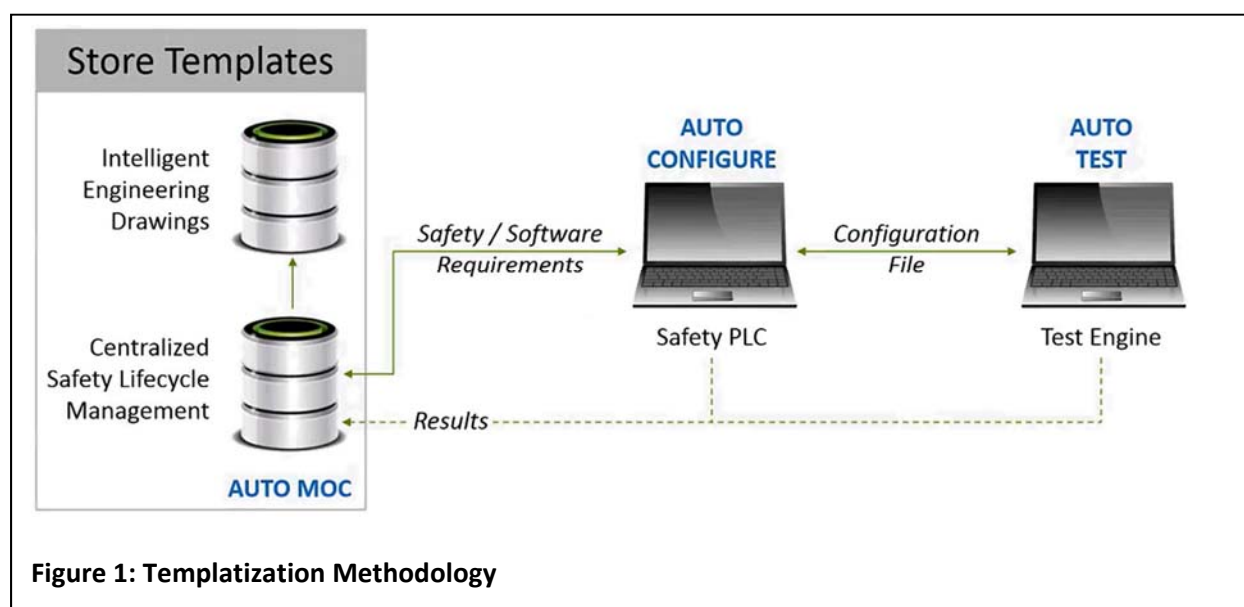 Store Templates
Intelligent
Engineering
Drawings
Centralized
Safety Lifecycle
Management
AUTO MOC
Safety / Software
Requirements
Results
AUTO
CONFIGURE
Safety PLC
Configuration
File
AUTO
TEST
Test Engine
Figure 1: Templatization Methodology